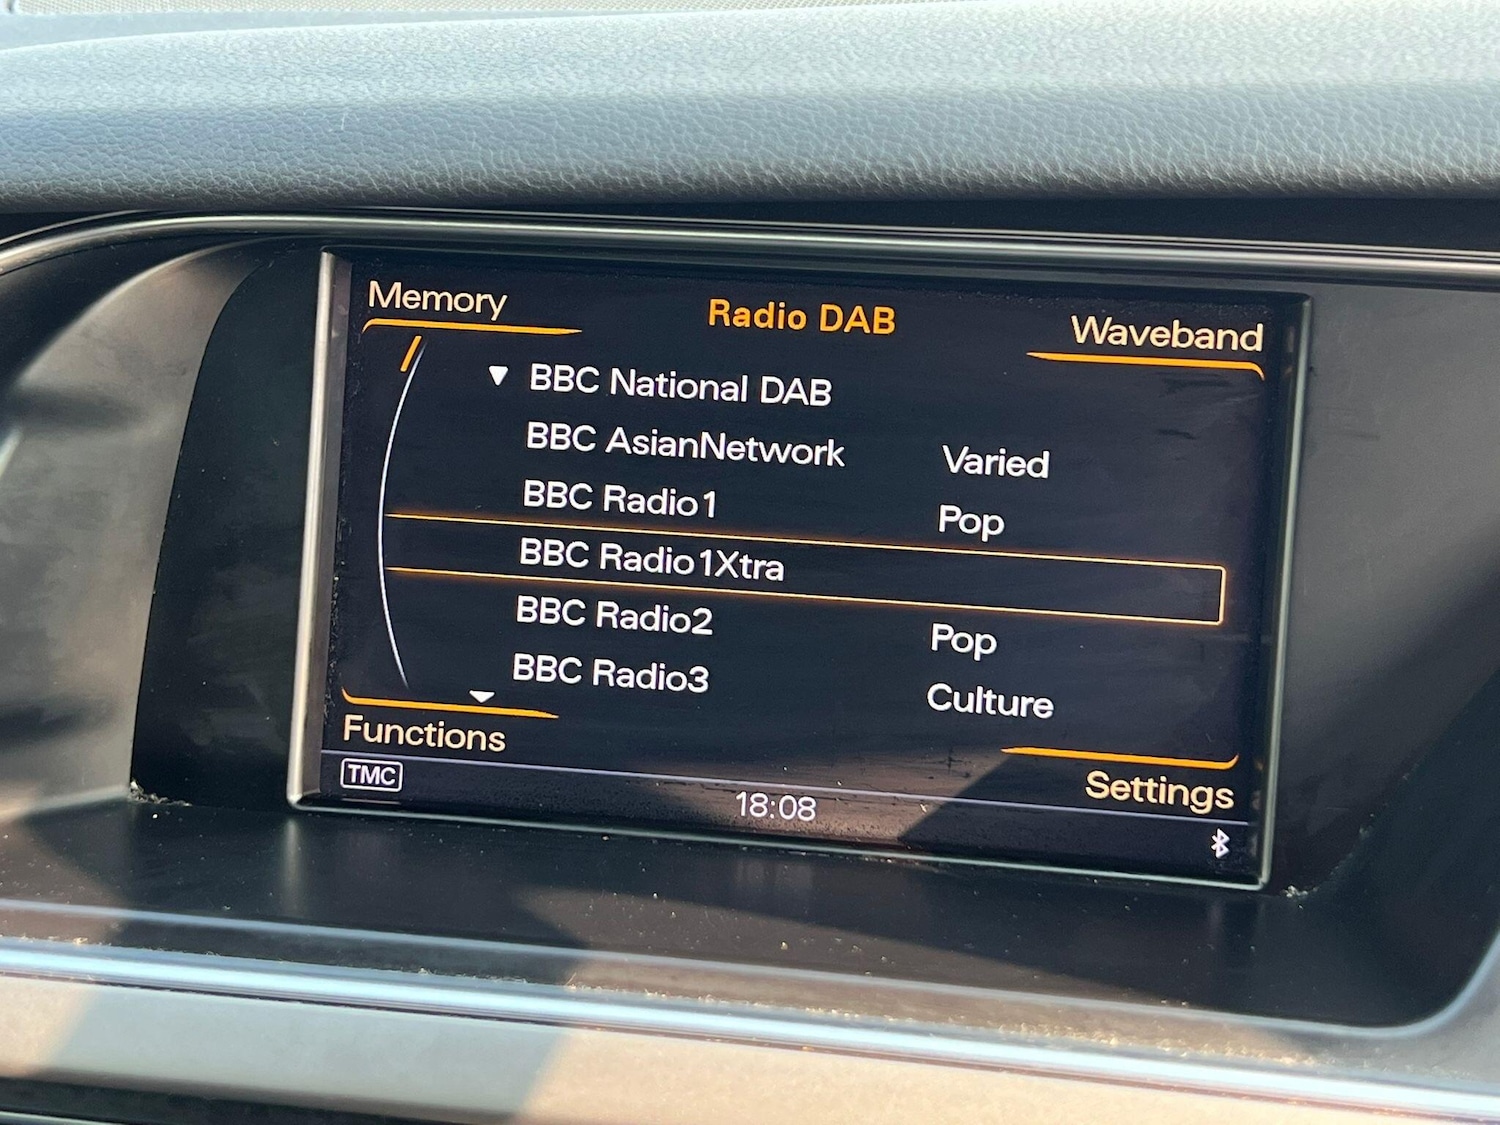 Memory
Radio DAB
Waveband
BBC National DAB
BBC AsianNetwork Varied
BBC Radio1 Pop
BBC Radio1Xtra
BBC Radio2 Pop
BBC Radio3 Culture
Functions
Settings
TMC
18:08